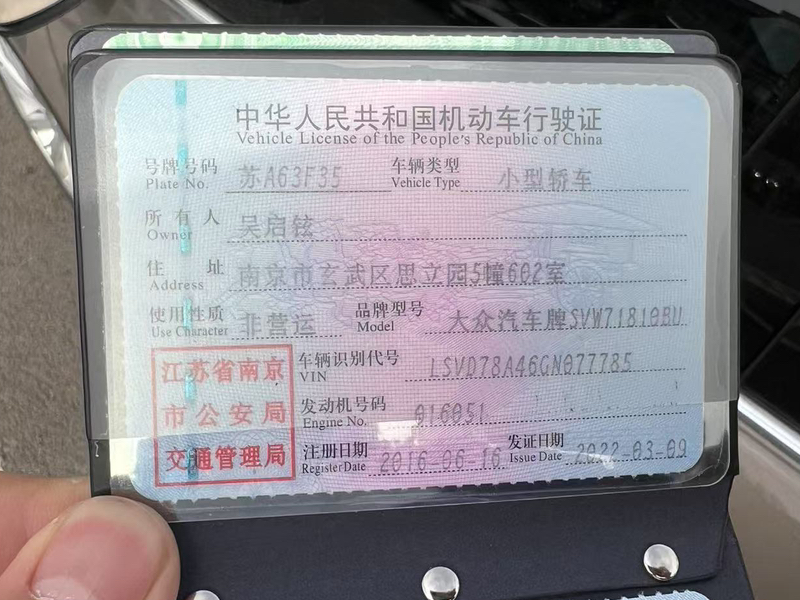 中华人民共和国机动车行驶证
Vehicle License of the People's Republic of China
号牌号码 苏A63F35 车辆类型 小型轿车
Plate No. Vehicle Type
所有人 吴启铉
Owner
住址 南京市玄武区思立园5幢602室
Address
使用性质 非营运 品牌型号 大众汽车牌SVW71810BU
Use Character Model
江苏省南京
市公安局
交通管理局
车辆识别代号 LSVD78A46GN077785
VIN
发动机号码 016051
Engine No.
注册日期 2016-06-16 发证日期 2022-03-09
Register Date Issue Date